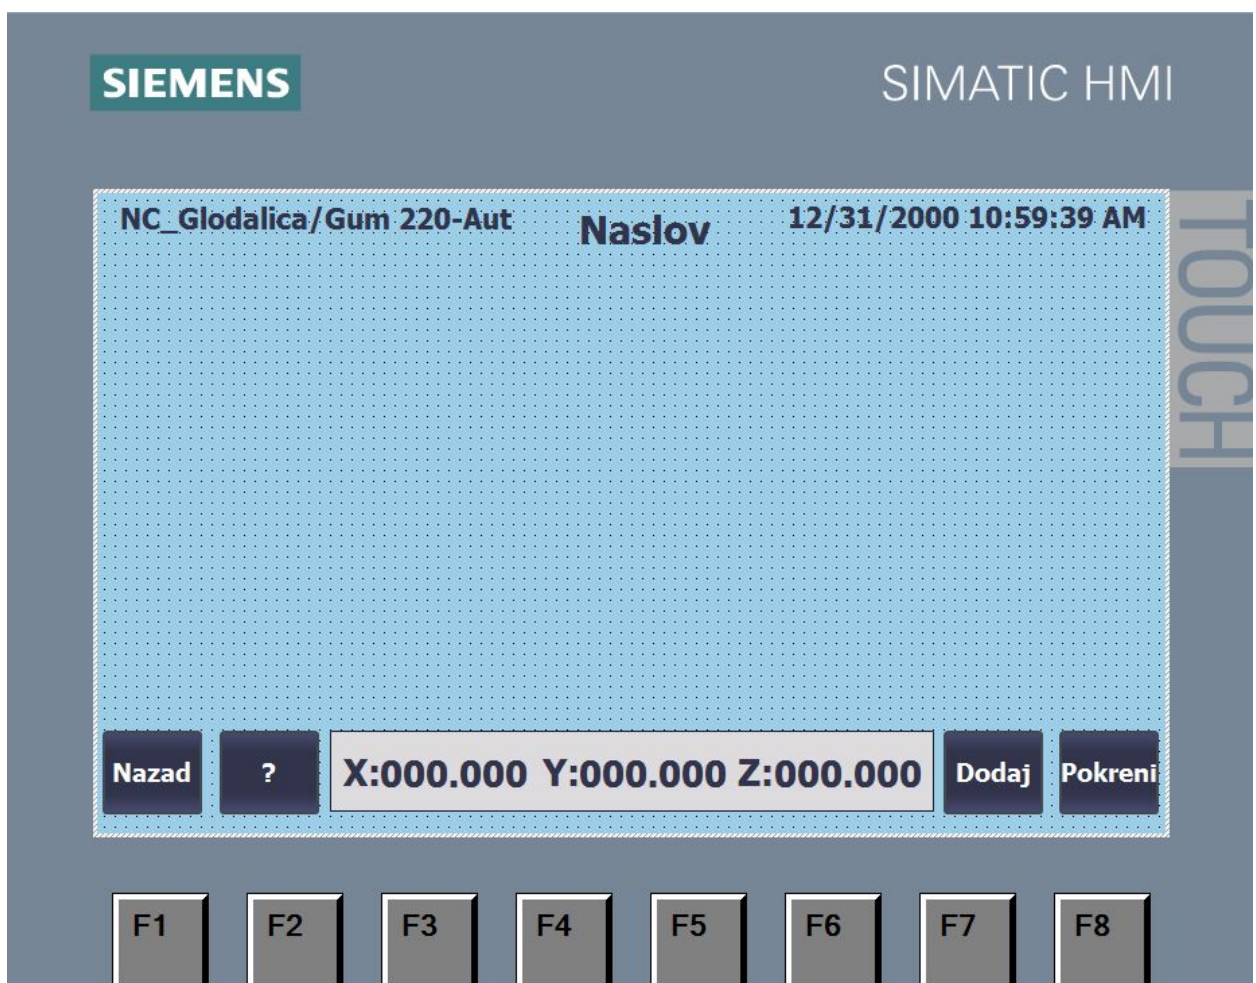 SIEMENS
SIMATIC HMI
NC_Glodalica/Gum 220-Aut
Naslov
12/31/2000 10:59:39 AM
TOUCH
Nazad
?
X:000.000 Y:000.000 Z:000.000
Dodaj
Pokreni
F1
F2
F3
F4
F5
F6
F7
F8